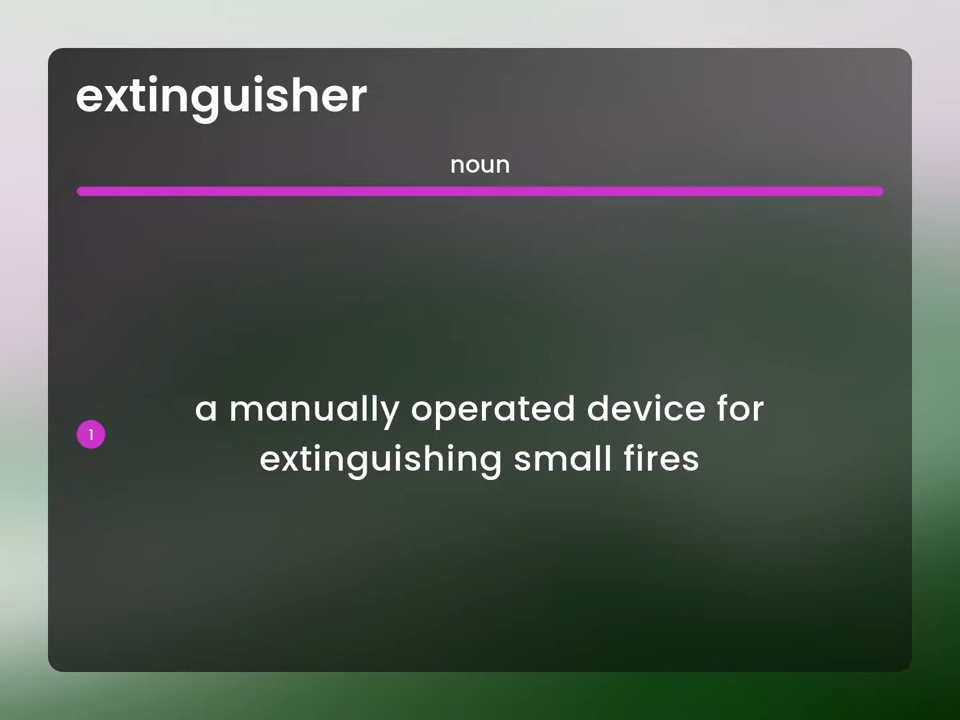 extinguisher
noun
1
a manually operated device for
extinguishing small fires